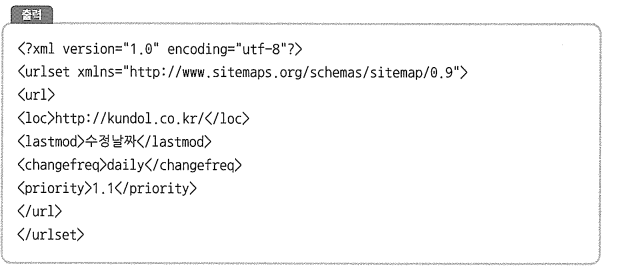 출력
<?xml version="1.0" encoding="utf-8"?>
<urlset xmlns="http://www.sitemaps.org/schemas/sitemap/0.9">
<url>
<loc>http://kundol.co.kr/</loc>
<lastmod>수정날짜</lastmod>
<changefreq>daily</changefreq>
<priority>1.1</priority>
</url>
</urlset>